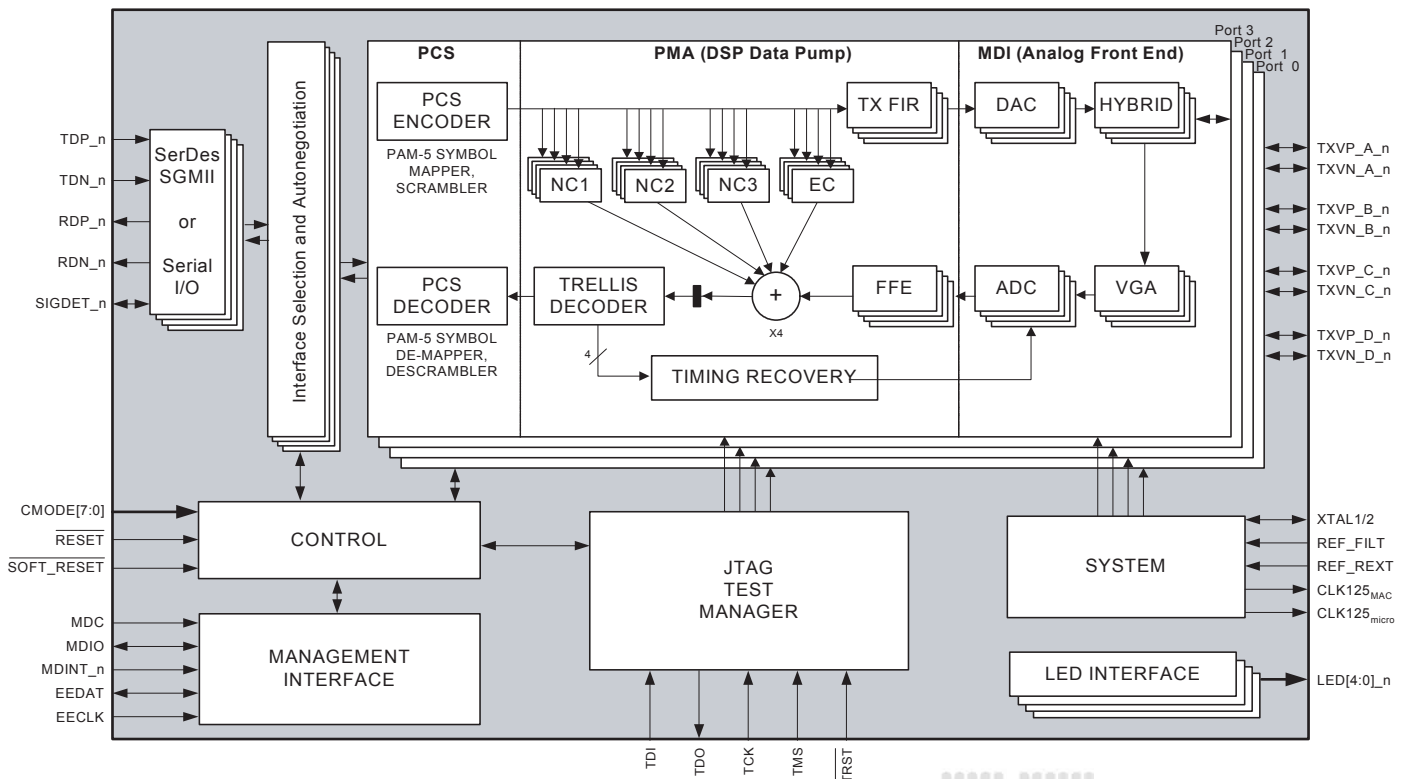 Port 3
Port 2
Port 1
Port 0
PCS
PMA (DSP Data Pump)
MDI (Analog Front End)
PCS
ENCODER
PAM-5 SYMBOL
MAPPER,
SCRAMBLER
TX FIR
DAC
HYBRID
NC1
NC2
NC3
EC
TDP_n
TDN_n
RDP_n
RDN_n
SIGDET_n
SerDes
SGMII
or
Serial
I/O
Interface Selection and Autonegotiation
PCS
DECODER
PAM-5 SYMBOL
DE-MAPPER,
DESCRAMBLER
TRELLIS
DECODER
+
X4
FFE
ADC
VGA
4
TIMING RECOVERY
TXVP_A_n
TXVN_A_n
TXVP_B_n
TXVN_B_n
TXVP_C_n
TXVN_C_n
TXVP_D_n
TXVN_D_n
CMODE[7:0]
RESET
SOFT_RESET
CONTROL
MDC
MDIO
MDINT_n
EEDAT
EECLK
MANAGEMENT
INTERFACE
JTAG
TEST
MANAGER
TDI
TDO
TCK
TMS
TRST
SYSTEM
XTAL1/2
REF_FILT
REF_REXT
CLK125MAC
CLK125micro
LED INTERFACE
LED[4:0]_n